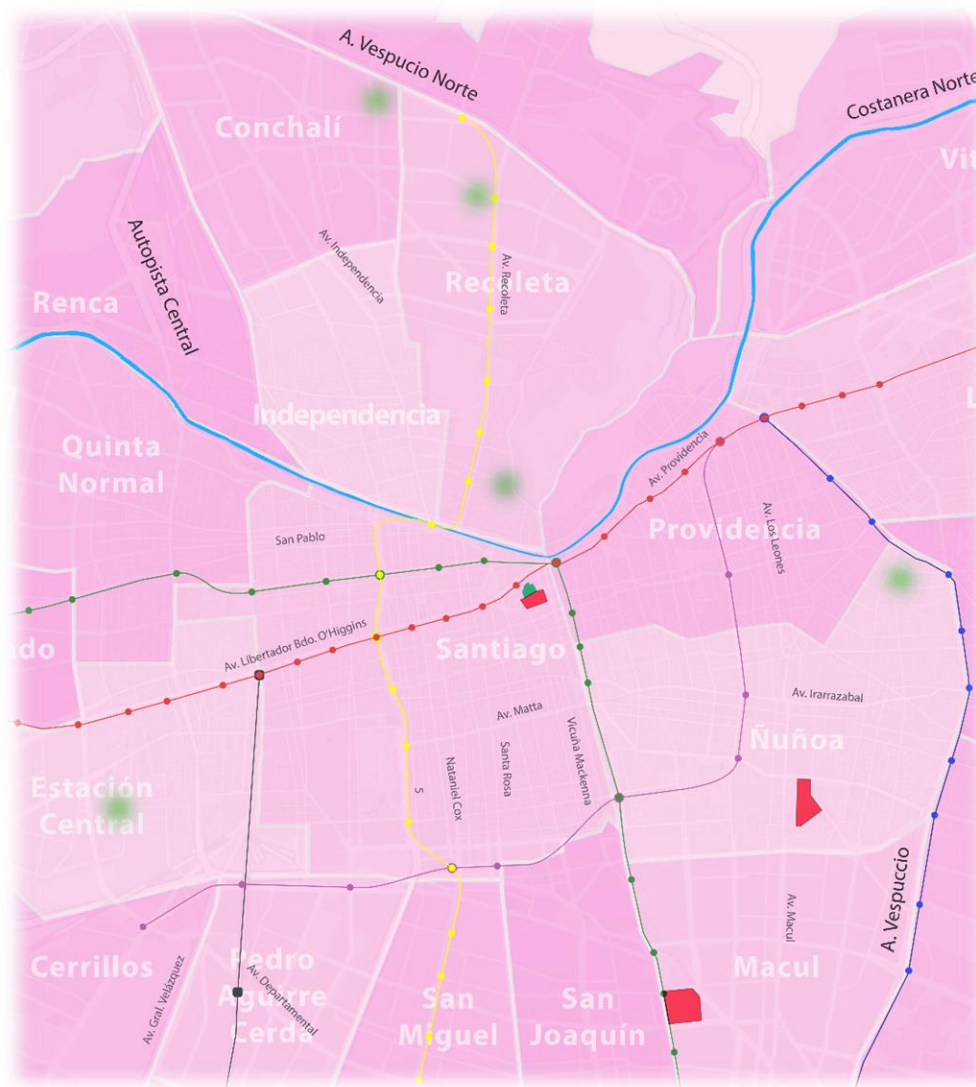 A. Vespucio Norte
Costanera Norte
Conchalí
Autopista Central
Av. Independencia
Av. Recoleta
Recoleta
Renca
Independencia
Quinta
Normal
Av. Providencia
Providencia
Av. Los Leones
San Pablo
Av. Libertador Bdo. O'Higgins
Santiago
Av. Matta
Av. Irarrazabal
Ñuñoa
Vicuña Mackenna
Santa Rosa
Nataniel Cox
5
Estación
Central
A. Vespuccio
Av. Macul
Macul
Cerrillos
Av. Gral. Velázquez
Pedro
Aguirre
Cerda
Av. Departamental
San
Miguel
San
Joaquín